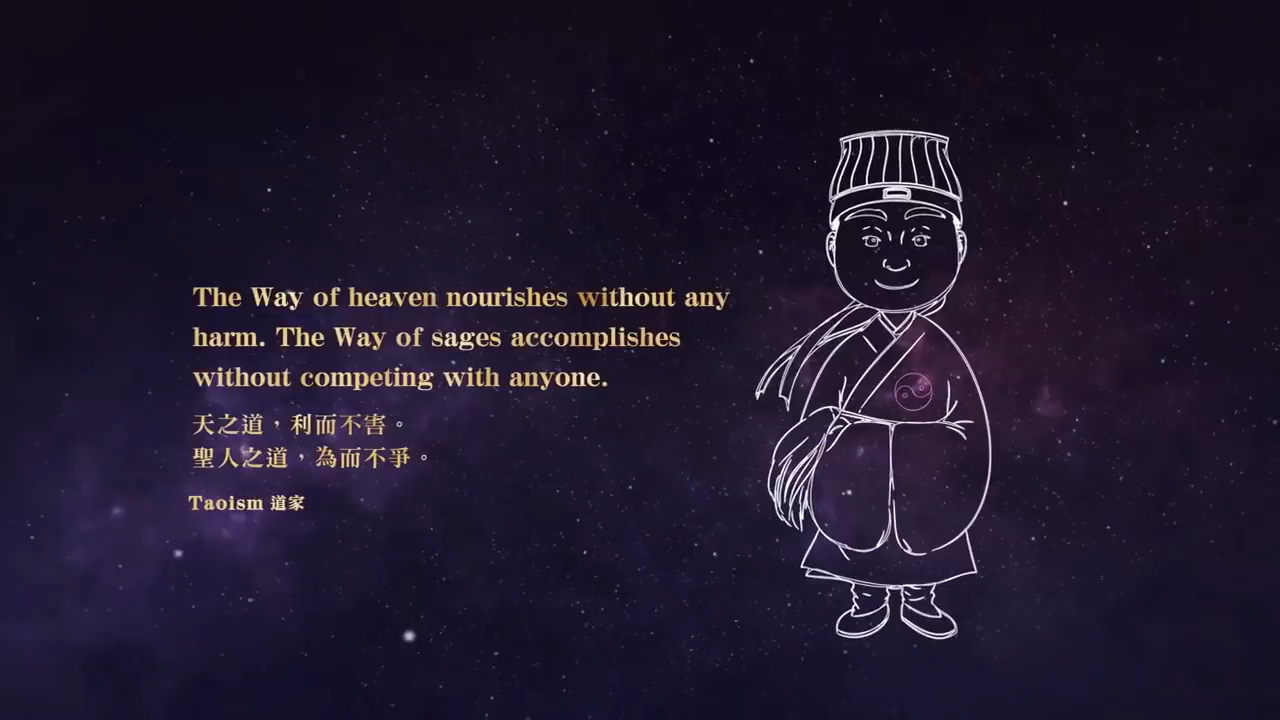 The Way of heaven nourishes without any
harm. The Way of sages accomplishes
without competing with anyone.
天之道，利而不害。
聖人之道，為而不爭。
Taoism 道家